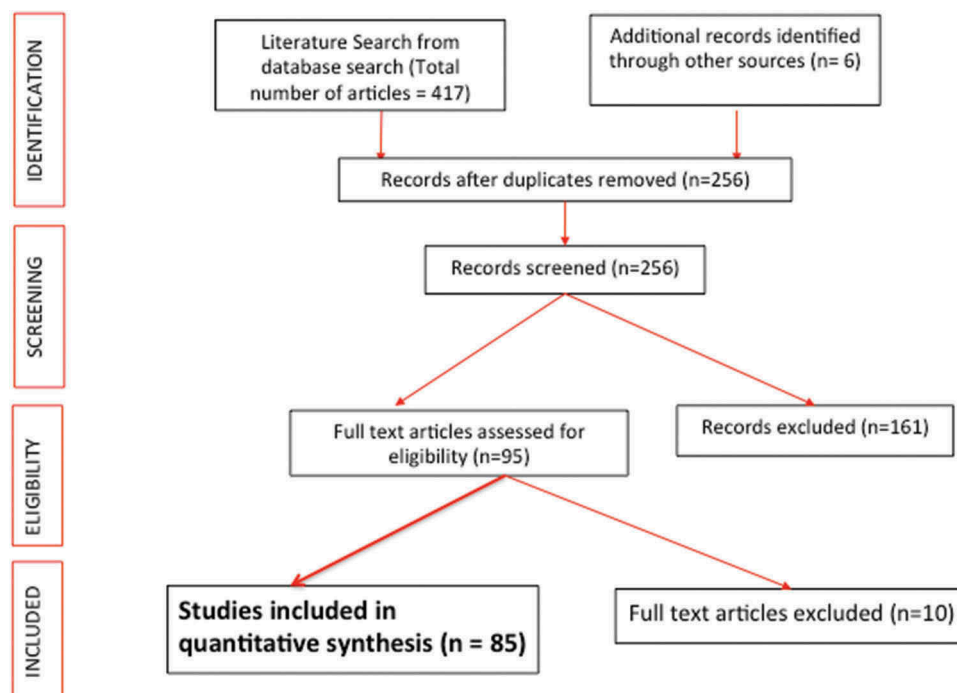 IDENTIFICATION
Literature Search from
database search (Total
number of articles = 417)
Additional records identified
through other sources (n= 6)
Records after duplicates removed (n=256)
SCREENING
Records screened (n=256)
ELIGIBILITY
Full text articles assessed for
eligibility (n=95)
Records excluded (n=161)
INCLUDED
Studies included in
quantitative synthesis (n = 85)
Full text articles excluded (n=10)